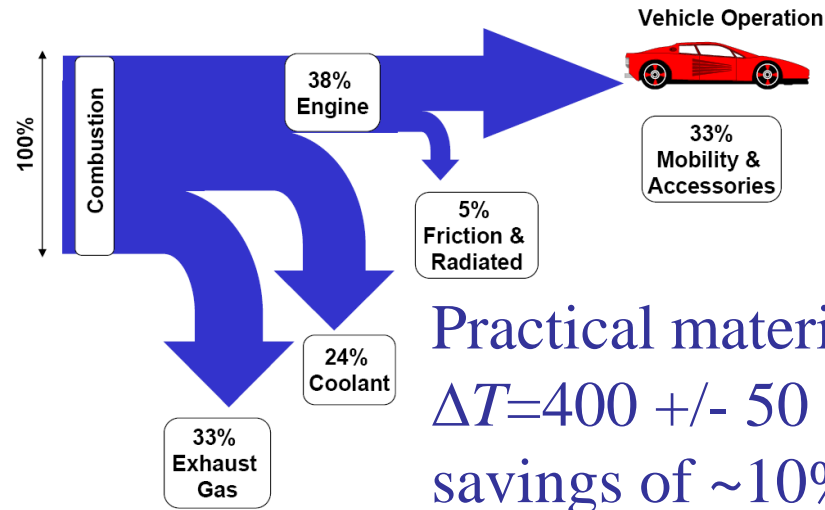 Vehicle Operation
100%
Combustion
38%
Engine
33%
Mobility &
Accessories
5%
Friction &
Radiated
24%
Coolant
33%
Exhaust
Gas
Practical materi
ΔT=400 +/- 50
savings of ~10%